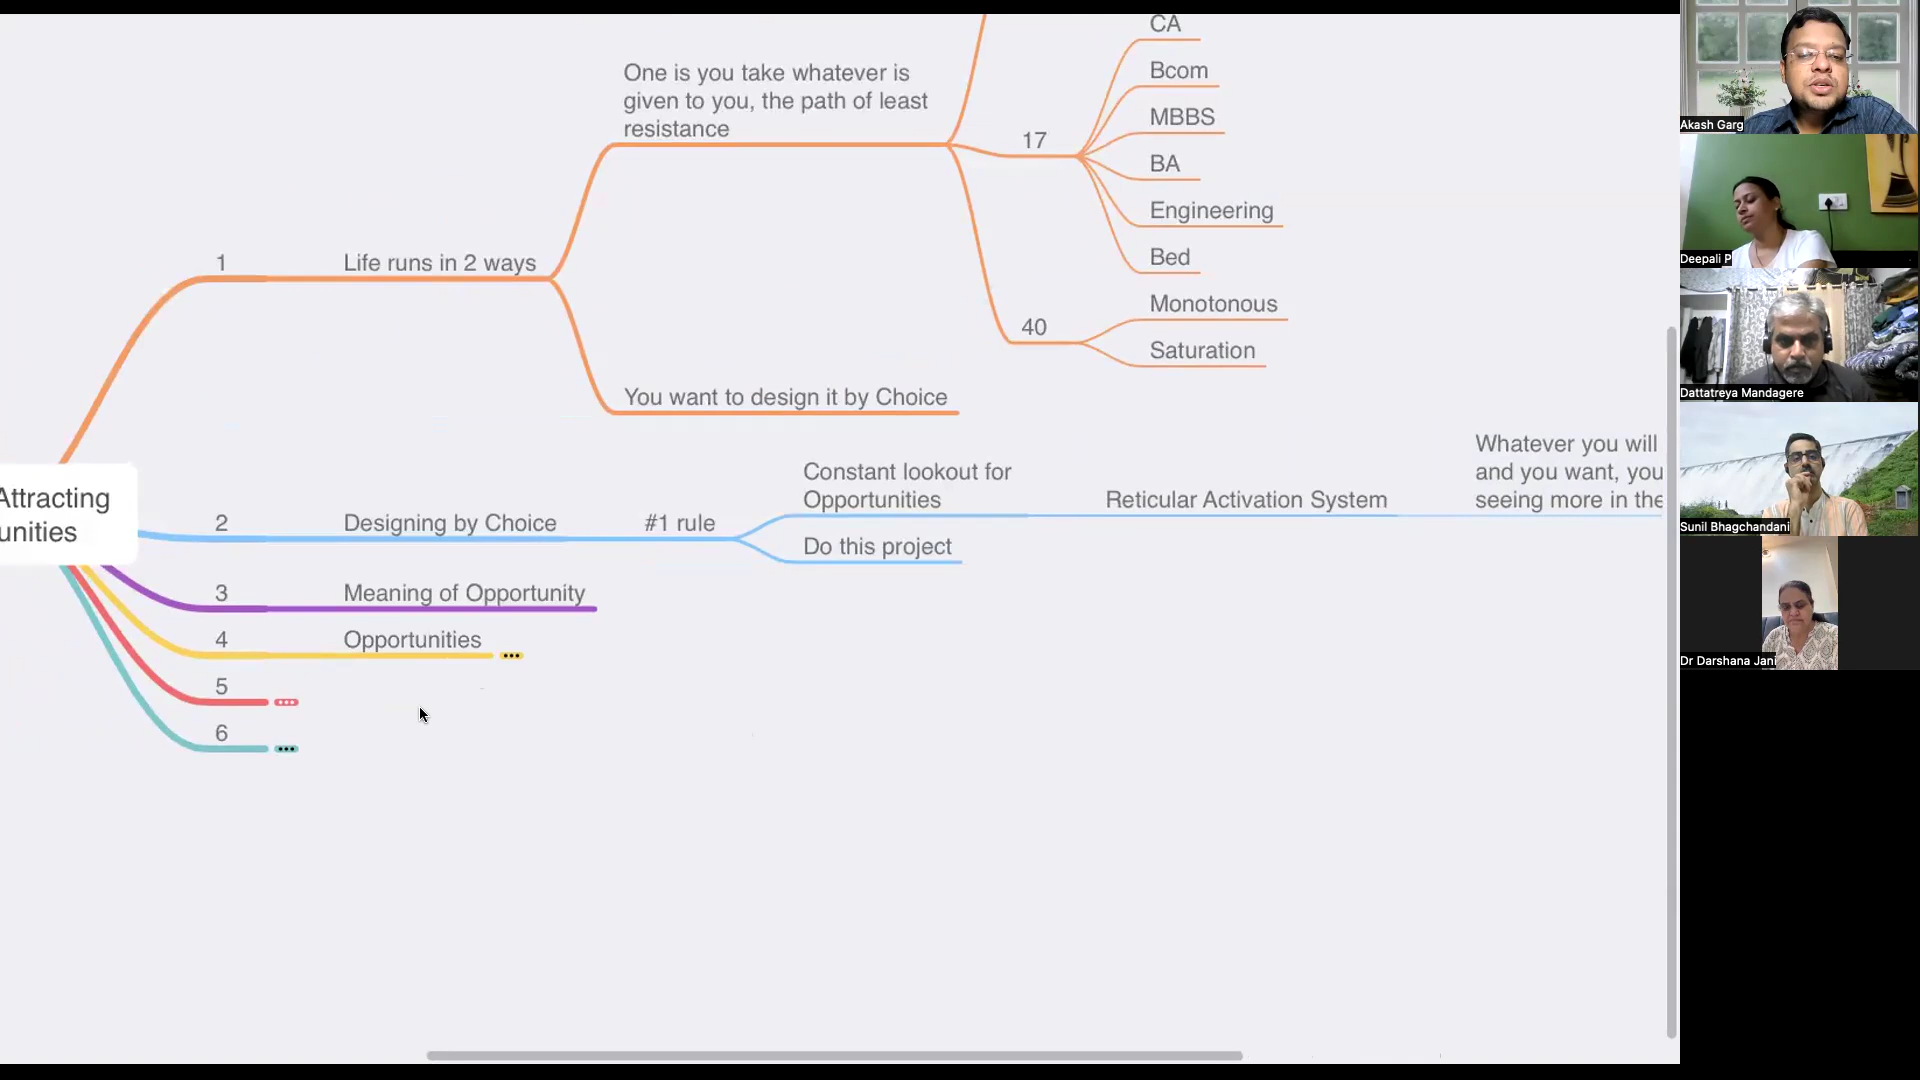 CA
One is you take whatever is
given to you, the path of least
resistance
Bcom
MBBS
17
BA
Engineering
Bed
1
Life runs in 2 ways
Monotonous
40
Saturation
You want to design it by Choice
Attracting
unities
2
Designing by Choice
#1 rule
Constant lookout for
Opportunities
Reticular Activation System
Whatever you will
and you want, you
seeing more in the
Do this project
3
Meaning of Opportunity
4
Opportunities
5
6
Akash Garg
Deepali P
Dattatreya Mandagere
Sunil Bhagchandani
Dr Darshana Jani